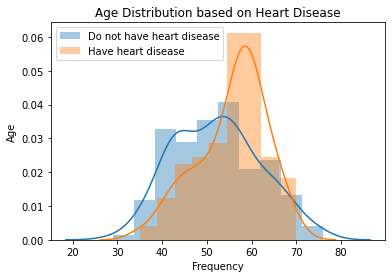 Age Distribution based on Heart Disease
Do not have heart disease
Have heart disease
0.06
0.05
0.04
0.03
0.02
0.01
0.00
Age
20 30 40 50 60 70 80
Frequency